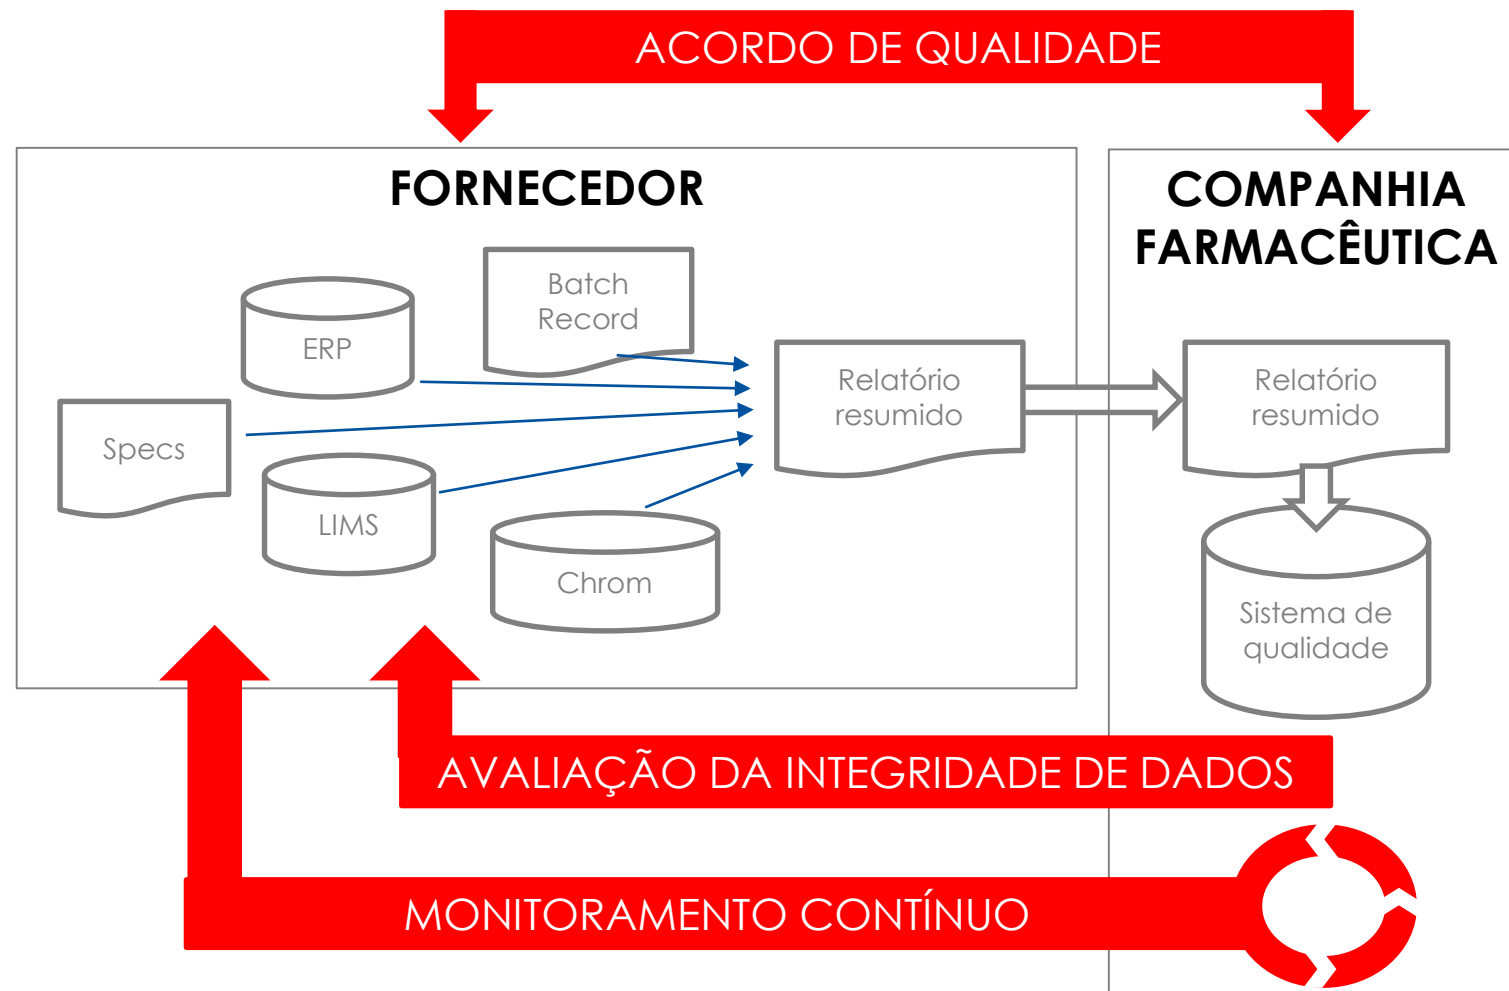 ACORDO DE QUALIDADE
FORNECEDOR
COMPANHIA
FARMACÊUTICA
Batch
Record
ERP
Specs
LIMS
Chrom
Relatório
resumido
Relatório
resumido
Sistema de
qualidade
AVALIAÇÃO DA INTEGRIDADE DE DADOS
MONITORAMENTO CONTÍNUO